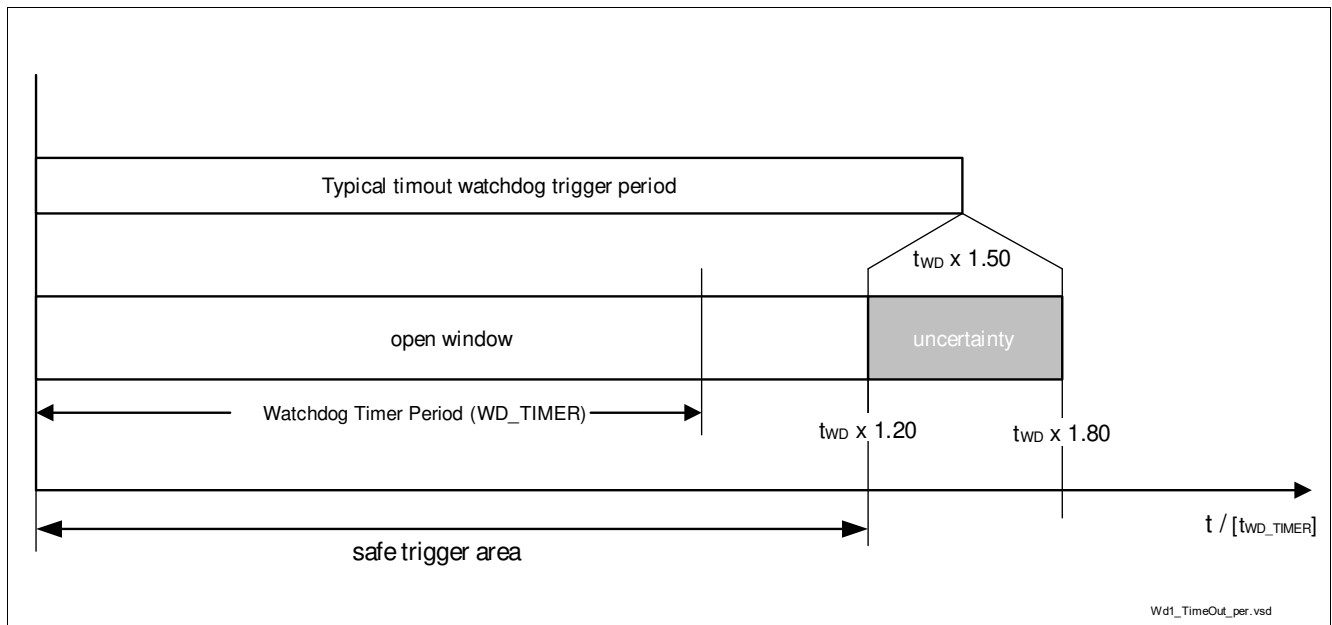 Typical timout watchdog trigger period
tWD x 1.50
open window
uncertainty
Watchdog Timer Period (WD_TIMER)
tWD x 1.20
tWD x 1.80
t / [tWD_TIMER]
safe trigger area
Wd1_TimeOut_per.vsd